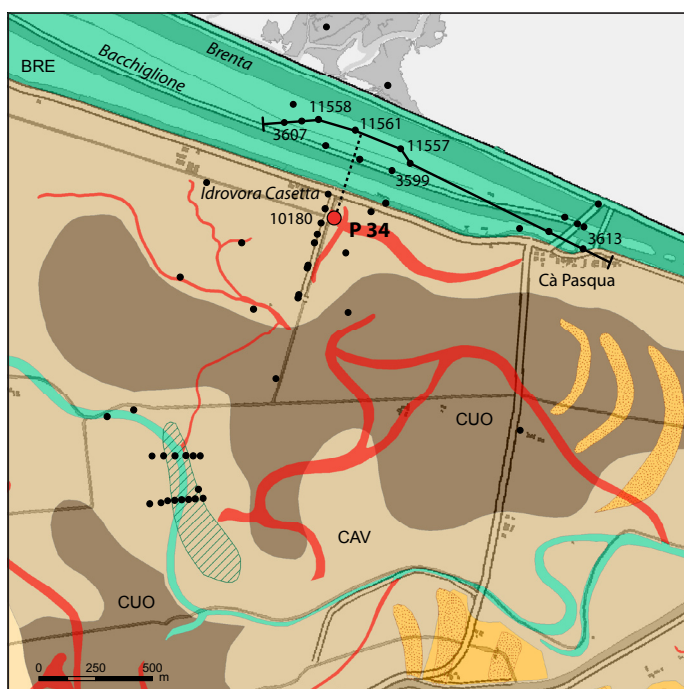 Brenta
Bacchiglione
BRE
11558
11561
3607
11557
3599
Idrovora Casetta
10180
P 34
3613
Cà Pasqua
CUO
CAV
CUO
0 250 500
m